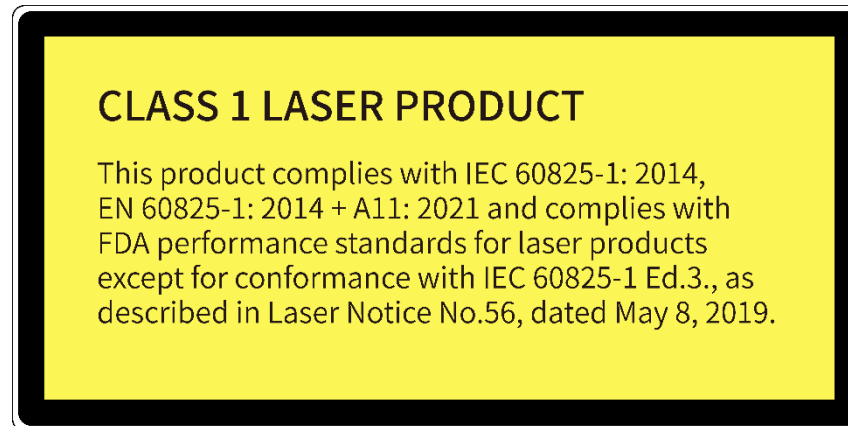 CLASS 1 LASER PRODUCT
This product complies with IEC 60825-1: 2014,
EN 60825-1: 2014 + A11: 2021 and complies with
FDA performance standards for laser products
except for conformance with IEC 60825-1 Ed.3., as
described in Laser Notice No.56, dated May 8, 2019.